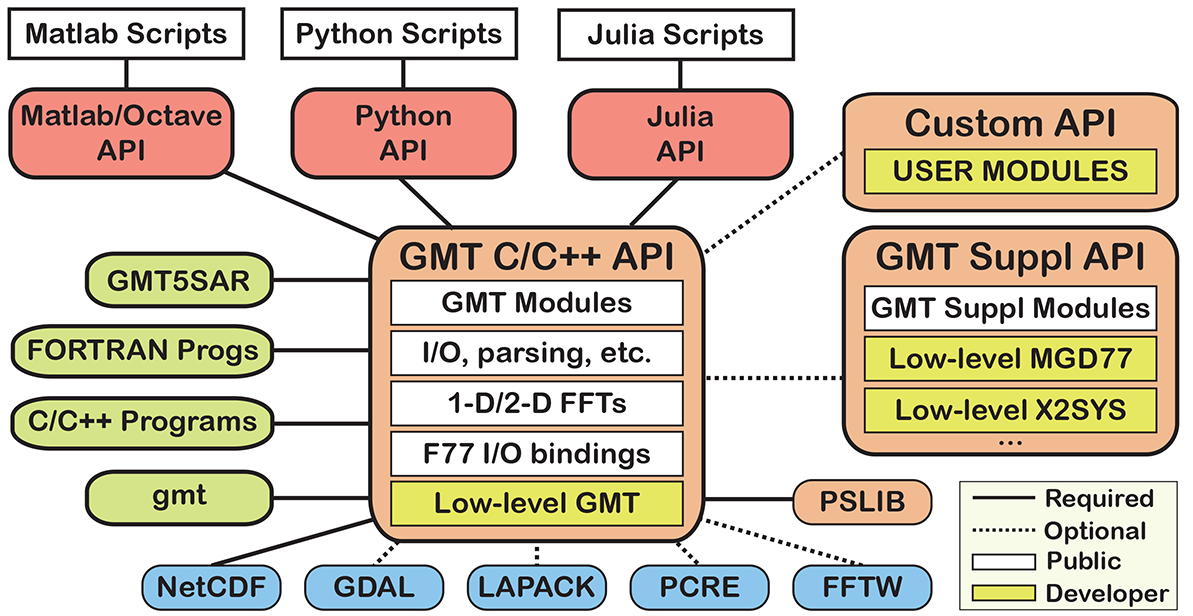 Matlab Scripts
Python Scripts
Julia Scripts
Matlab/Octave
API
Python
API
Julia
API
Custom API
USER MODULES
GMT C/C++ API
GMT Modules
I/O, parsing, etc.
1-D/2-D FFTs
F77 I/O bindings
Low-level GMT
GMT Suppl API
GMT Suppl Modules
Low-level MGD77
Low-level X2SYS
...
GMT5SAR
FORTRAN Progs
C/C++ Programs
gmt
PSLIB
NetCDF
GDAL
LAPACK
PCRE
FFTW
Required
Optional
Public
Developer